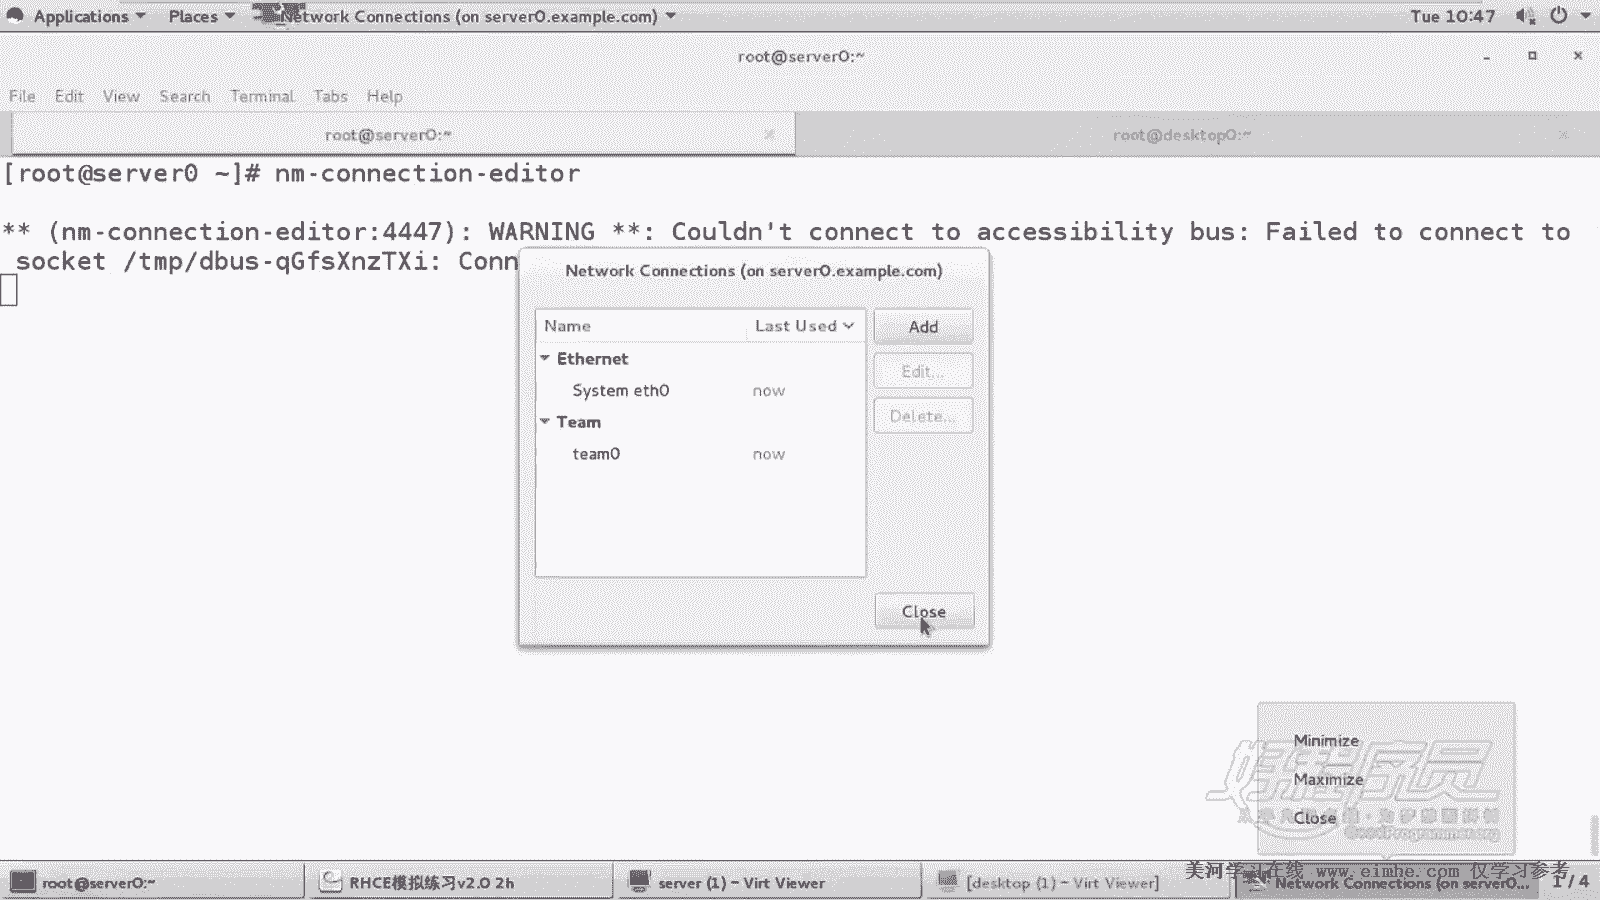 Applications Places Network Connections (on server0.example.com) Tue 10:47
root@server0:~
File Edit View Search Terminal Tabs Help
root@server0:~ root@desktop0:~
[root@server0 ~]# nm-connection-editor
** (nm-connection-editor:4447): WARNING **: Couldn't connect to accessibility bus: Failed to connect to
socket /tmp/dbus-qGfsXnzTXi: Conn
Network Connections (on server0.example.com)
Name Last Used
Add
Ethernet
Edit...
System eth0 now
Delete...
Team
team0 now
Close
Minimize
Maximize
Close
美河学习在线 www.eimhe.com 仅学习参考
root@server0:~ RHCE模拟练习v2.0 2h server (1) - Virt Viewer [desktop (1) - Virt Viewer] Network Connections (on server0... 1 / 4